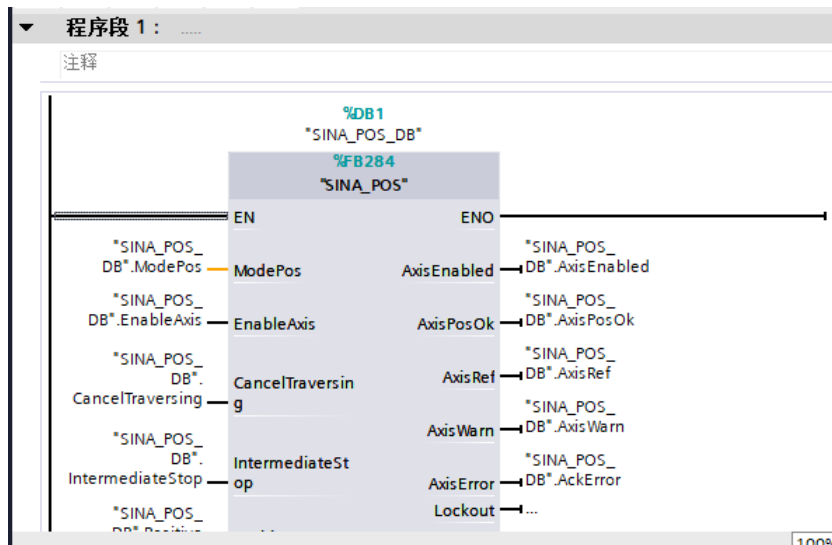 程序段 1： .....
注释
%DB1
"SINA_POS_DB"
%FB284
"SINA_POS"
EN
ENO
"SINA_POS_
DB".ModePos
ModePos
AxisEnabled
"SINA_POS_
DB".AxisEnabled
"SINA_POS_
DB".EnableAxis
EnableAxis
AxisPosOk
"SINA_POS_
DB".AxisPosOk
"SINA_POS_
DB".
CancelTraversing
CancelTraversin
g
AxisRef
"SINA_POS_
DB".AxisRef
AxisWarn
"SINA_POS_
DB".AxisWarn
"SINA_POS_
DB".
IntermediateStop
IntermediateSt
op
AxisError
"SINA_POS_
DB".AckError
Lockout
...
"SINA_POS_
100%